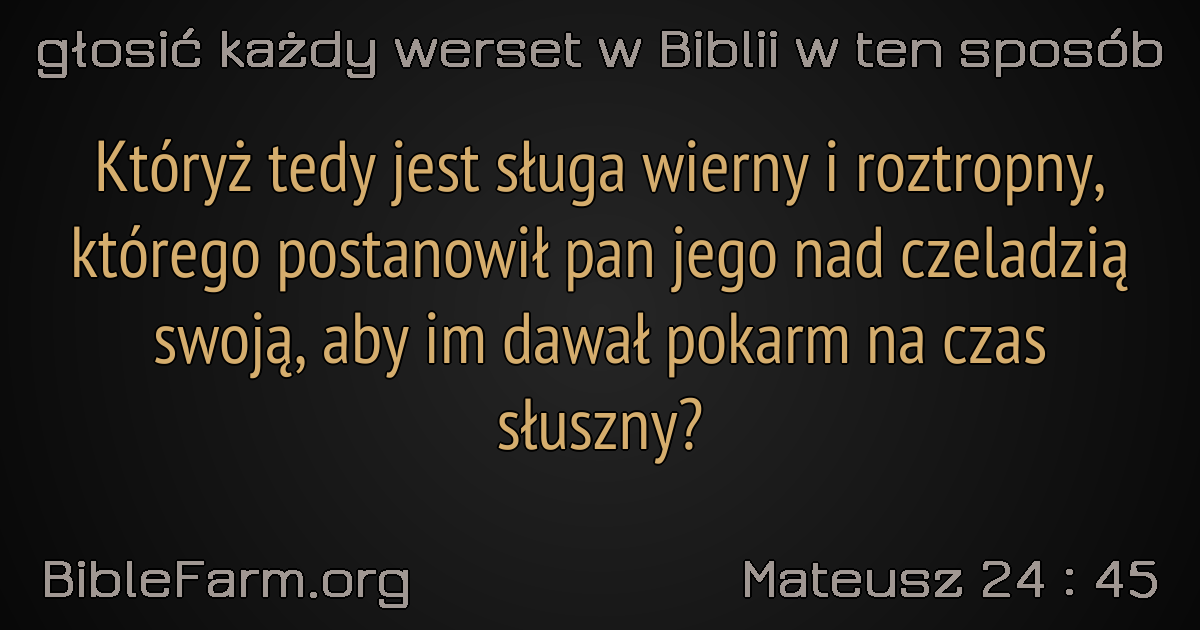 głosić każdy werset w Biblii w ten sposób
Któryż tedy jest sługa wierny i roztropny,
którego postanowił pan jego nad czeladzią
swoją, aby im dawał pokarm na czas
słuszny?
BibleFarm.org
Mateusz 24 : 45